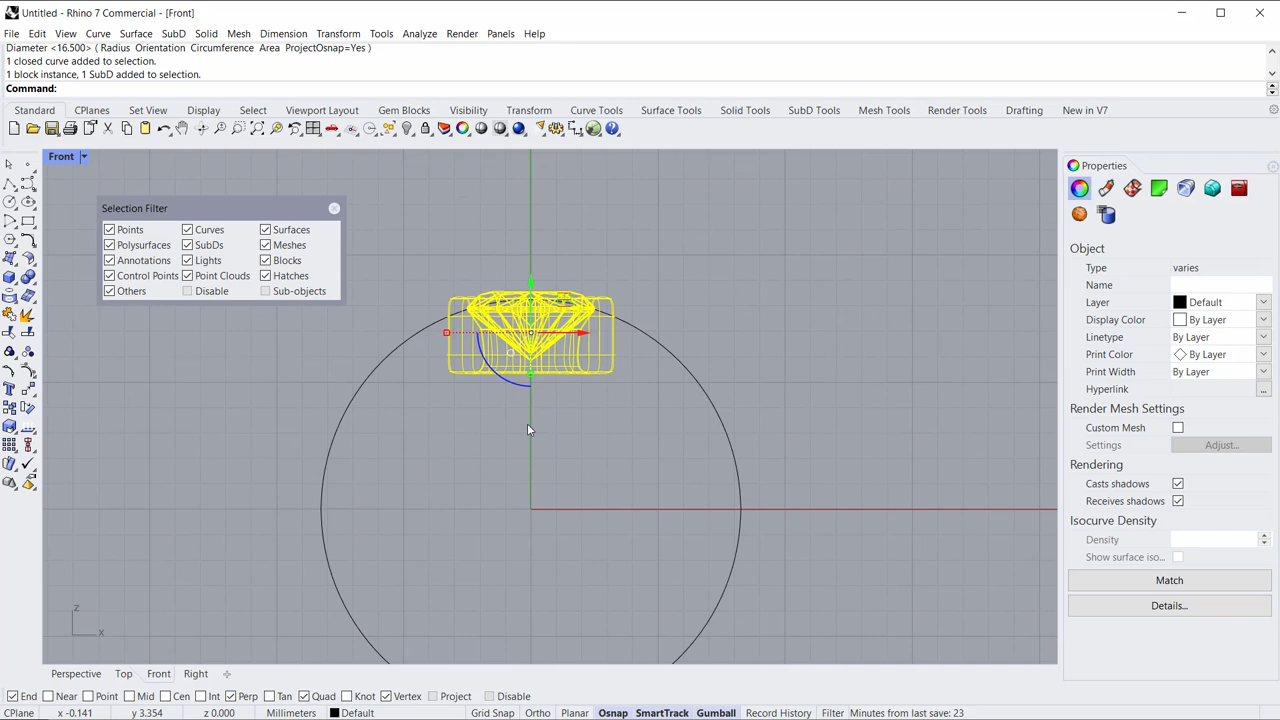 Untitled - Rhino 7 Commercial - [Front]
File Edit View Curve Surface SubD Solid Mesh Dimension Transform Tools Analyze Render Panels Help
Diameter <16.500> ( Radius Orientation Circumference Area ProjectOsnap=Yes )
1 closed curve added to selection.
1 block instance, 1 SubD added to selection.
Command:
Standard CPlanes Set View Display Select Viewport Layout Gem Blocks Visibility Transform Curve Tools Surface Tools Solid Tools SubD Tools Mesh Tools Render Tools Drafting New in V7
Front
Properties
Selection Filter
Points Curves Surfaces
Polysurfaces SubDs Meshes
Annotations Lights Blocks
Control Points Point Clouds Hatches
Others Disable Sub-objects
Object
Type varies
Name
Layer Default
Display Color By Layer
Linetype By Layer
Print Color By Layer
Print Width By Layer
Hyperlink ...
Render Mesh Settings
Custom Mesh
Settings Adjust...
Rendering
Casts shadows
Receives shadows
Isocurve Density
Density
Show surface iso...
Match
Details...
z
x
Perspective Top Front Right
End Near Point Mid Cen Int Perp Tan Quad Knot Vertex Project Disable
CPlane x -0.141 y 3.354 z 0.000 Millimeters Default Grid Snap Ortho Planar Osnap SmartTrack Gumball Record History Filter Minutes from last save: 23